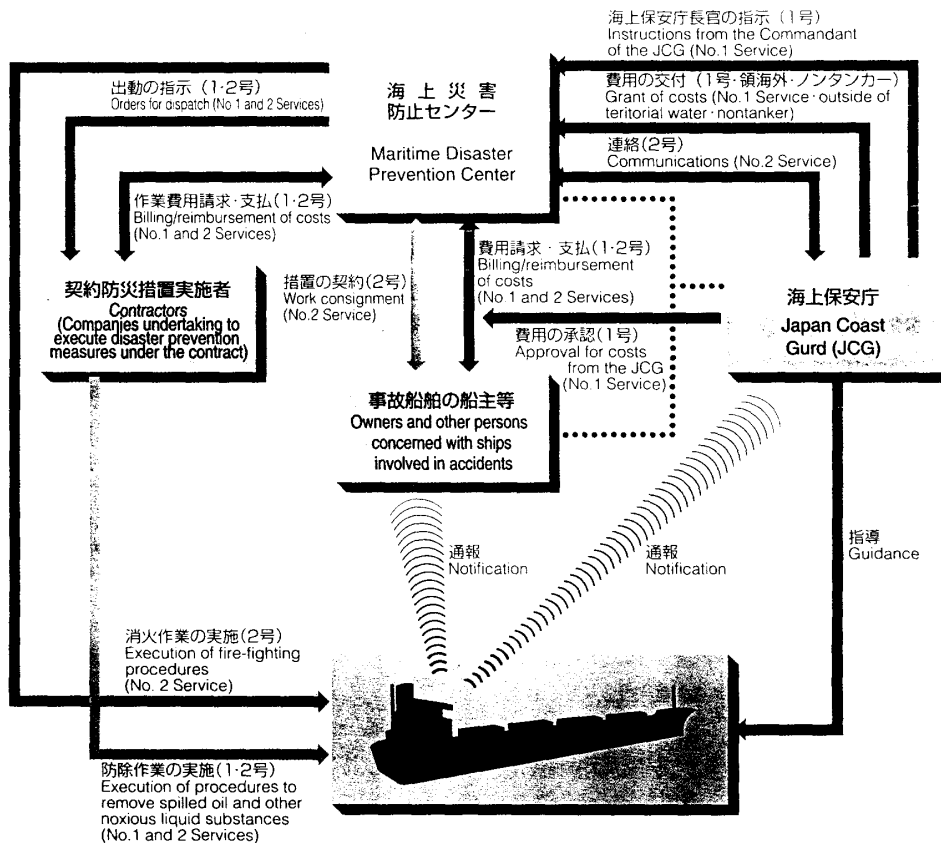 海上保安庁長官の指示(1号)
Instructions from the Commandant
of the JCG (No.1 Service)
費用の交付(1号・領海外・ノンタンカー)
Grant of costs (No.1 Service・outside of
teritorial water・nontanker)
連絡(2号)
Communications (No.2 Service)
出動の指示(1・2号)
Orders for dispatch (No 1 and 2 Services)
海上災害
防止センター
Maritime Disaster
Prevention Center
作業費用請求・支払(1・2号)
Billing/reimbursement of costs
(No.1 and 2 Services)
契約防災措置実施者
Contractors
(Companies undertaking to
execute disaster prevention
measures under the contract)
措置の契約(2号)
Work consignment
(No.2 Service)
費用請求・支払(1・2号)
Billing/reimbursement
of costs
(No.1 and 2 Services)
費用の承認(1号)
Approval for costs
from the JCG
(No.1 Service)
海上保安庁
Japan Coast
Gurd (JCG)
事故船舶の船主等
Owners and other persons
concerned with ships
involved in accidents
通報
Notification
通報
Notification
指導
Guidance
消火作業の実施(2号)
Execution of fire-fighting
procedures
(No. 2 Service)
防除作業の実施(1・2号)
Execution of procedures to
remove spilled oil and other
noxious liquid substances
(No.1 and 2 Services)